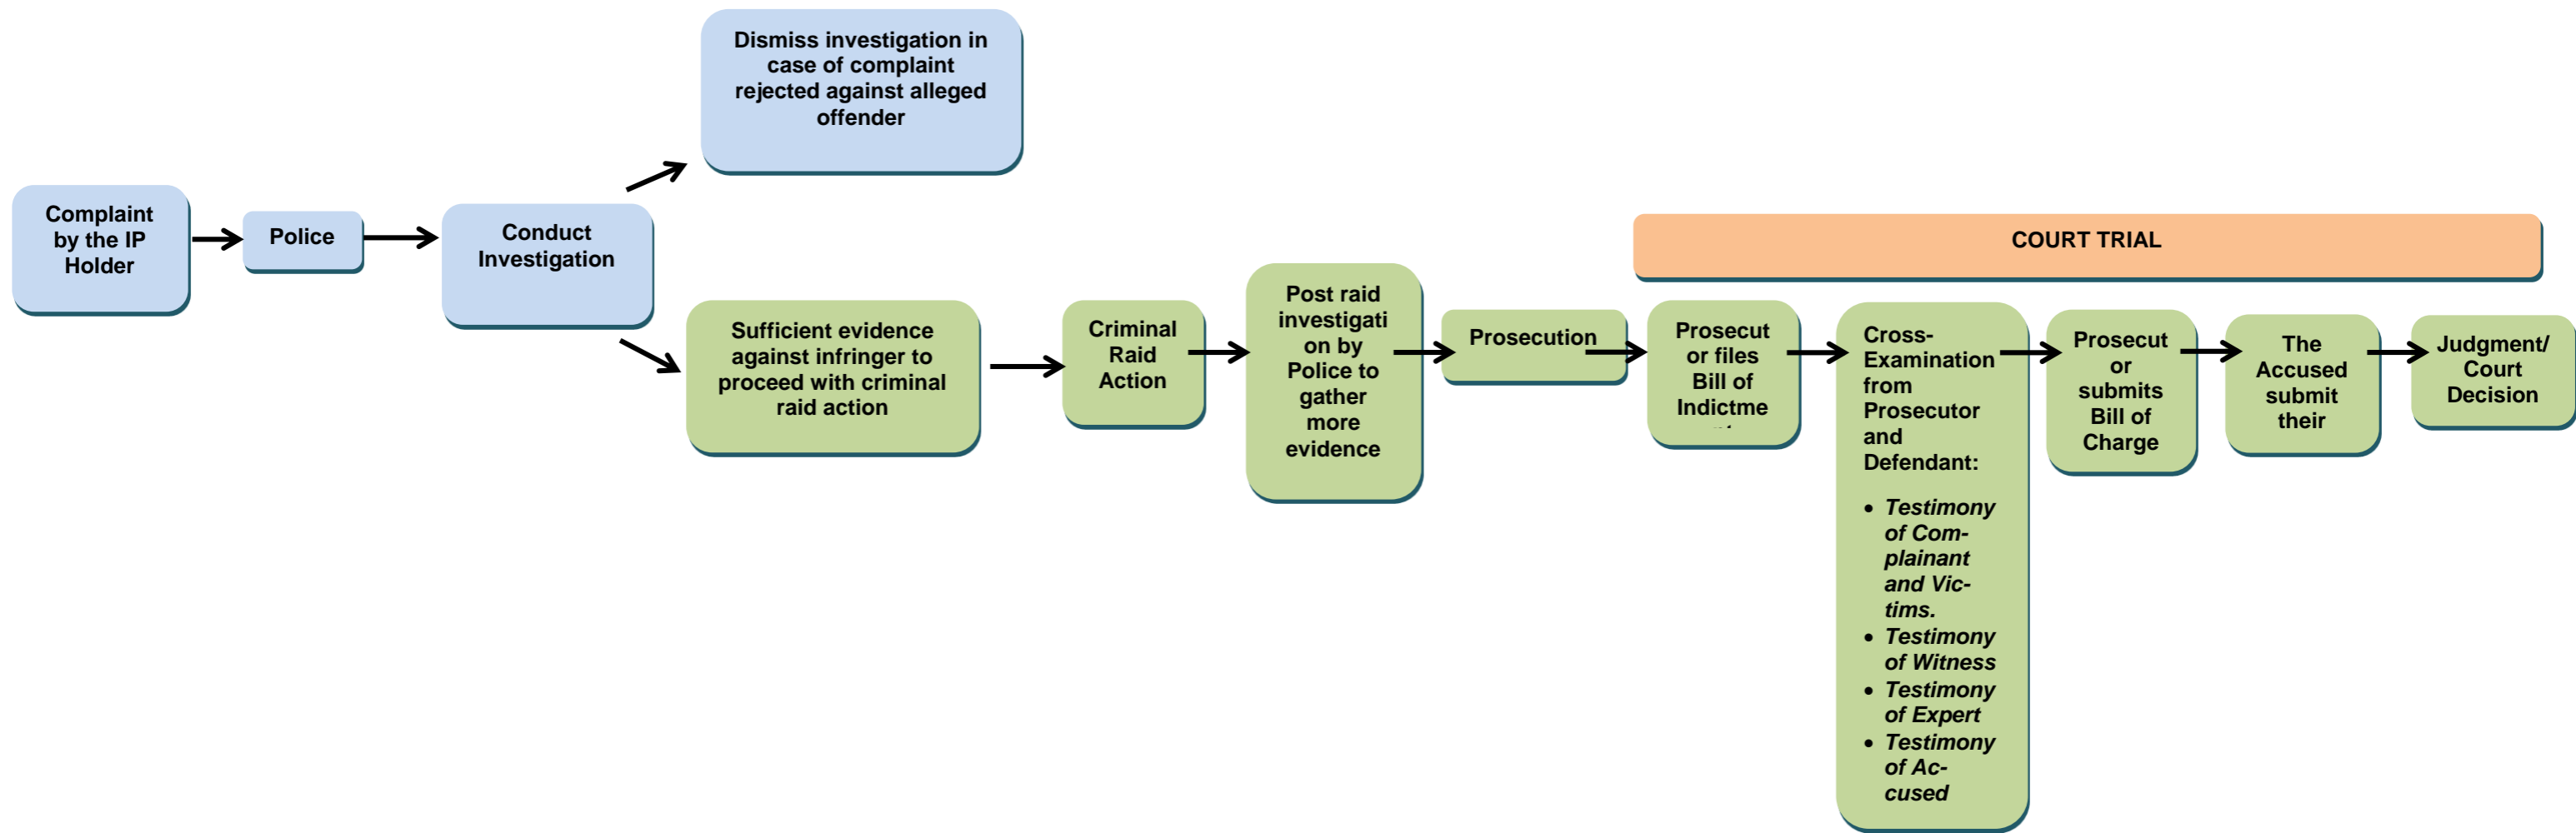 Dismiss investigation in
case of complaint
rejected against alleged
offender
Complaint
by the IP
Holder
Police
Conduct
Investigation
COURT TRIAL
Sufficient evidence
against infringer to
proceed with criminal
raid action
Criminal
Raid
Action
Post raid
investigati
on by
Police to
gather
more
evidence
Prosecution
Prosecut
or files
Bill of
Indictme
Cross-
Examination
from
Prosecutor
and
Defendant:
• Testimony
of Com-
plainant
and Vic-
tims.
• Testimony
of Witness
• Testimony
of Expert
• Testimony
of Ac-
cused
Prosecut
or
submits
Bill of
Charge
The
Accused
submit
their
Judgment/
Court
Decision